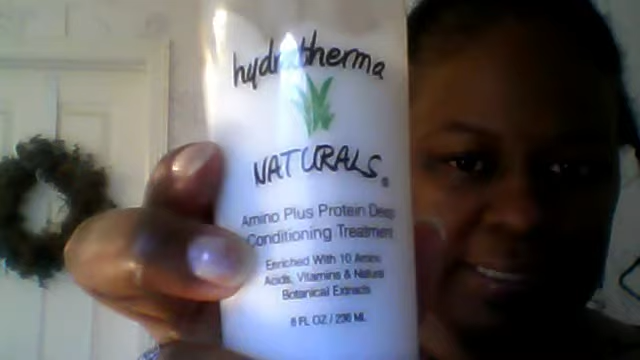 hydratherma
NATURALS®
Amino Plus Protein Deep
Conditioning Treatment
Enriched With 10 Amino
Acids, Vitamins & Natural
Botanical Extracts
8 FL OZ / 236 ML